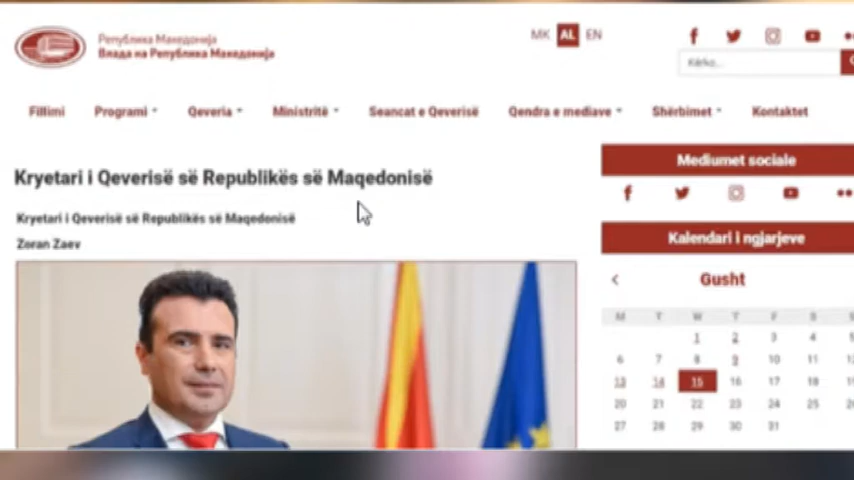 Република Македонија
Влада на Република Македонија
MK AL EN
Kërko...
Fillimi Programi Qeveria Ministritë Seancat e Qeverisë Qendra e mediave Shërbimet Kontaktet
Kryetari i Qeverisë së Republikës së Maqedonisë
Kryetari i Qeverisë së Republikës së Maqedonisë
Zoran Zaev
Mediumet sociale
Kalendari i ngjarjeve
Gusht
M T W T F S S
1 2 3 4
6 7 8 9 10 11
13 14 15 16 17 18
20 21 22 23 24 25
27 28 29 30 31